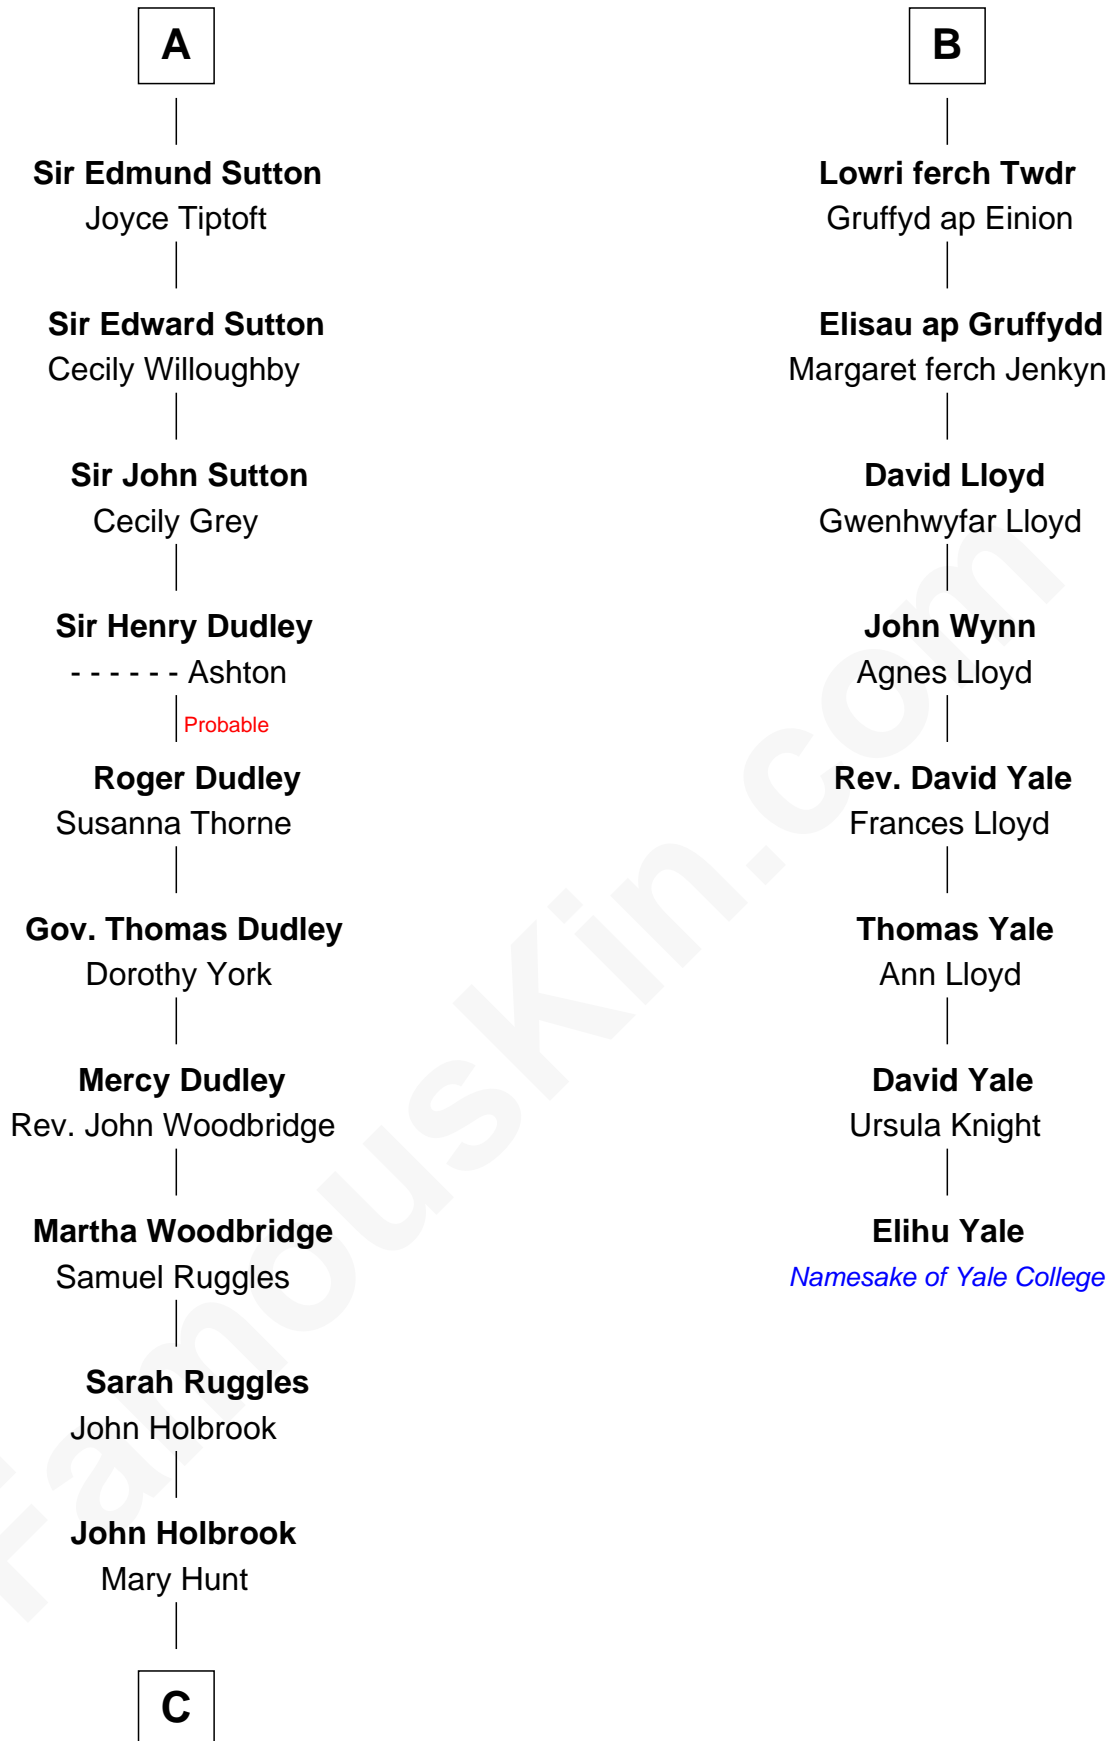 A
Sir Edmund Sutton
Joyce Tiptoft
Sir Edward Sutton
Cecily Willoughby
Sir John Sutton
Cecily Grey
Sir Henry Dudley
- - - - - - Ashton
Probable
Roger Dudley
Susanna Thorne
Gov. Thomas Dudley
Dorothy York
Mercy Dudley
Rev. John Woodbridge
Martha Woodbridge
Samuel Ruggles
Sarah Ruggles
John Holbrook
John Holbrook
Mary Hunt
C
B
Lowri ferch Twdr
Gruffyd ap Einion
Elisau ap Gruffydd
Margaret ferch Jenkyn
David Lloyd
Gwenhwyfar Lloyd
John Wynn
Agnes Lloyd
Rev. David Yale
Frances Lloyd
Thomas Yale
Ann Lloyd
David Yale
Ursula Knight
Elihu Yale
Namesake of Yale College
FamousKin.com